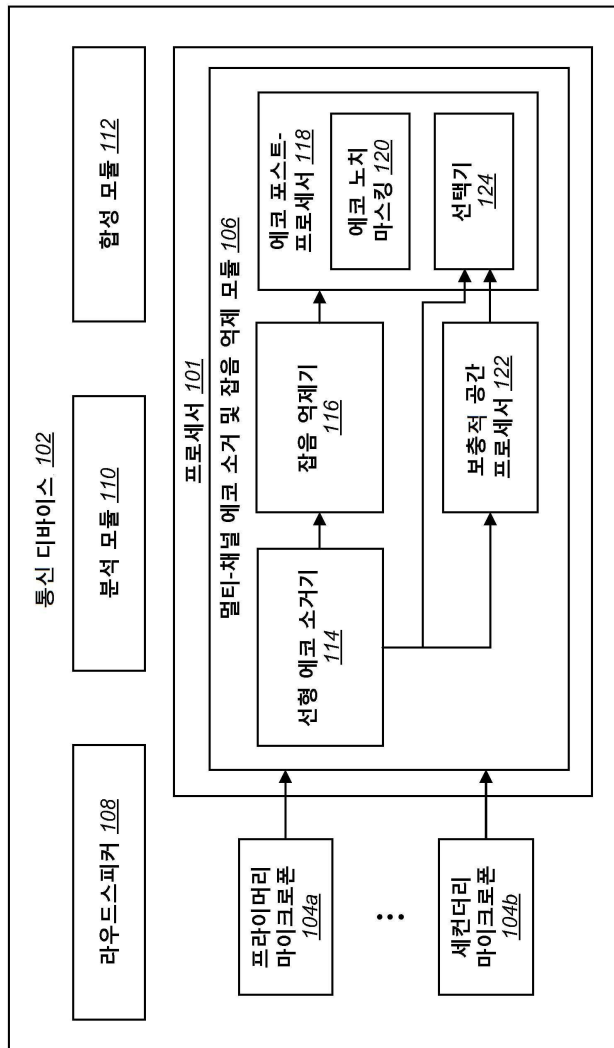 통신 디바이스 102
라우드스피커 108
분석 모듈 110
합성 모듈 112
프로세서 101
멀티-채널 에코 소거 및 잡음 억제 모듈 106
프라이머리
마이크로폰
104a
...
세컨더리
마이크로폰
104b
선형 에코 소거기
114
잡음 억제기
116
에코 포스트-
프로세서 118
에코 노치
마스킹 120
보충적 공간
프로세서 122
선택기
124